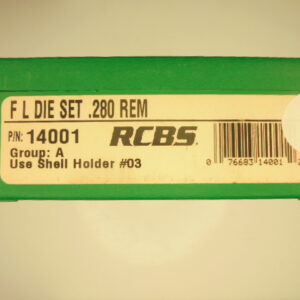 F L DIE SET .280 REM
P/N: 14001 RCBS
Group: A
Use Shell Holder #03
0 76683 14001